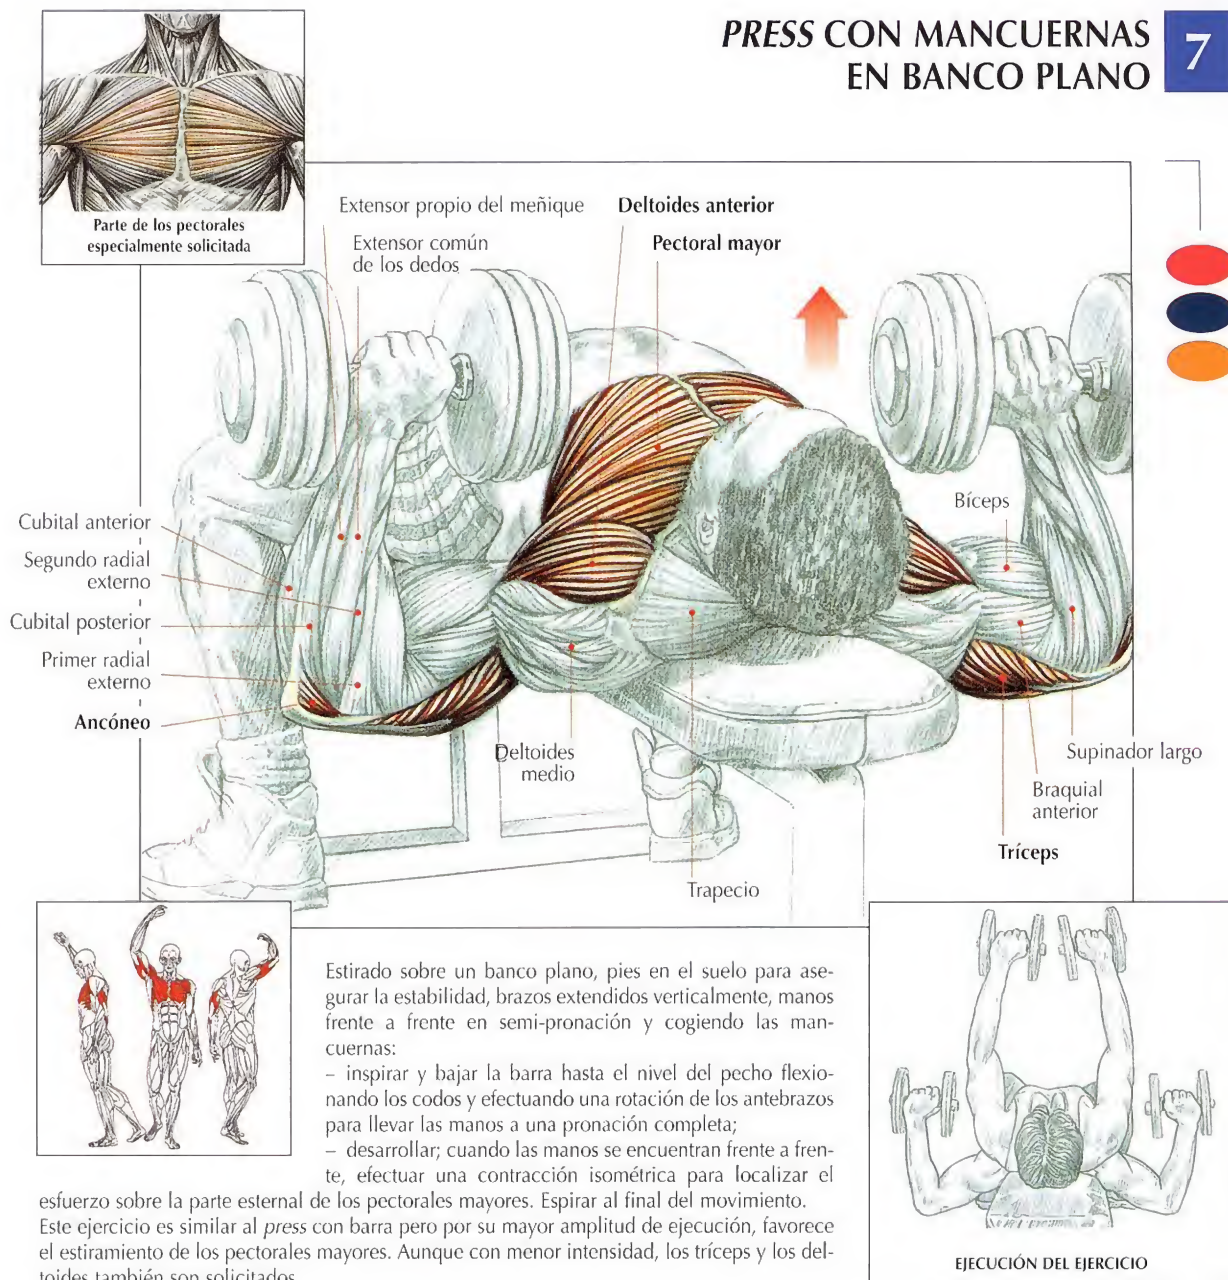 PRESS CON MANCUERNAS
EN BANCO PLANO
7
Parte de los pectorales
especialmente solicitada
Extensor propio del meñique
Deltoides anterior
Extensor común
de los dedos
Pectoral mayor
Bíceps
Cubital anterior
Segundo radial
externo
Cubital posterior
Primer radial
externo
Ancóneo
Deltoides
medio
Supinador largo
Braquial
anterior
Tríceps
Trapecio
Estirado sobre un banco plano, pies en el suelo para ase-
gurar la estabilidad, brazos extendidos verticalmente, manos
frente a frente en semi-pronación y cogiendo las man-
cuernas:
– inspirar y bajar la barra hasta el nivel del pecho flexio-
nando los codos y efectuando una rotación de los antebrazos
para llevar las manos a una pronación completa;
– desarrollar; cuando las manos se encuentran frente a fren-
te, efectuar una contracción isométrica para localizar el
esfuerzo sobre la parte esternal de los pectorales mayores. Espirar al final del movimiento.
Este ejercicio es similar al press con barra pero por su mayor amplitud de ejecución, favorece
el estiramiento de los pectorales mayores. Aunque con menor intensidad, los tríceps y los del-
toides también son solicitados
EJECUCIÓN DEL EJERCICIO